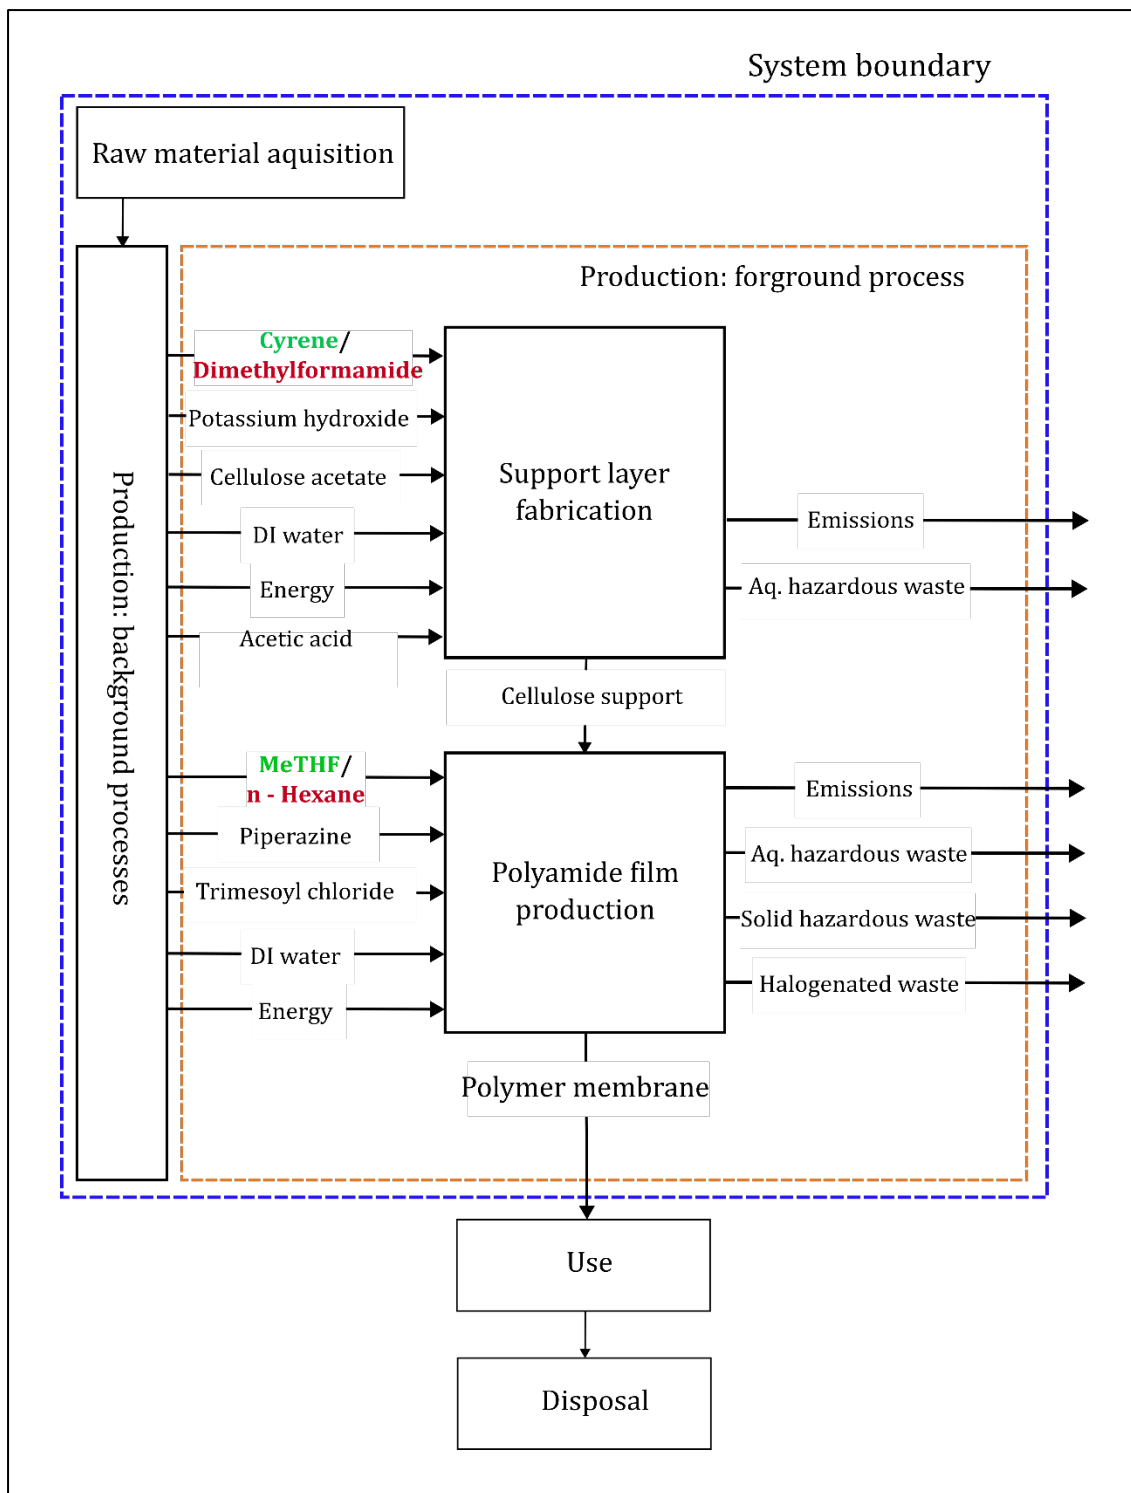 System boundary
Raw material aquisition
Production: forground process
Production: background processes
Cyrene/
Dimethylformamide
Potassium hydroxide
Cellulose acetate
DI water
Energy
Acetic acid
Support layer
fabrication
Emissions
Aq. hazardous waste
Cellulose support
MeTHF/
n - Hexane
Piperazine
Trimesoyl chloride
DI water
Energy
Polyamide film
production
Emissions
Aq. hazardous waste
Solid hazardous waste
Halogenated waste
Polymer membrane
Use
Disposal